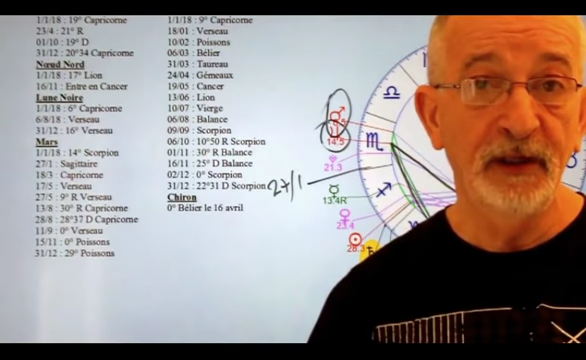 1/1/18 : 19° Capricorne
23/4 : 21° R
01/10 : 19° D
31/12 : 20°34 Capricorne
Nœud Nord
1/1/18 : 17° Lion
16/11 : Entre en Cancer
Lune Noire
1/1/18 : 6° Capricorne
6/8/18 : Verseau
31/12 : 16° Verseau
Mars
1/1/18 : 14° Scorpion
27/1 : Sagittaire
18/3 : Capricorne
17/5 : Verseau
27/5 : 9° R Verseau
13/8 : 30° R Capricorne
28/8 : 28°37 D Capricorne
11/9 : 0° Verseau
15/11 : 0° Poissons
31/12 : 29° Poissons
1/1/18 : 9° Capricorne
18/01 : Verseau
10/02 : Poissons
06/03 : Bélier
31/03 : Taureau
24/04 : Gémeaux
19/05 : Cancer
13/06 : Lion
10/07 : Vierge
06/08 : Balance
09/09 : Scorpion
06/10 : 10°50 R Scorpion
01/11 : 30° R Balance
16/11 : 25° D Balance
02/12 : 0° Scorpion
31/12 : 22°31 D Scorpion
Chiron
0° Bélier le 16 avril
14.5
21.3
27/1
13.4R
23.4
28.3